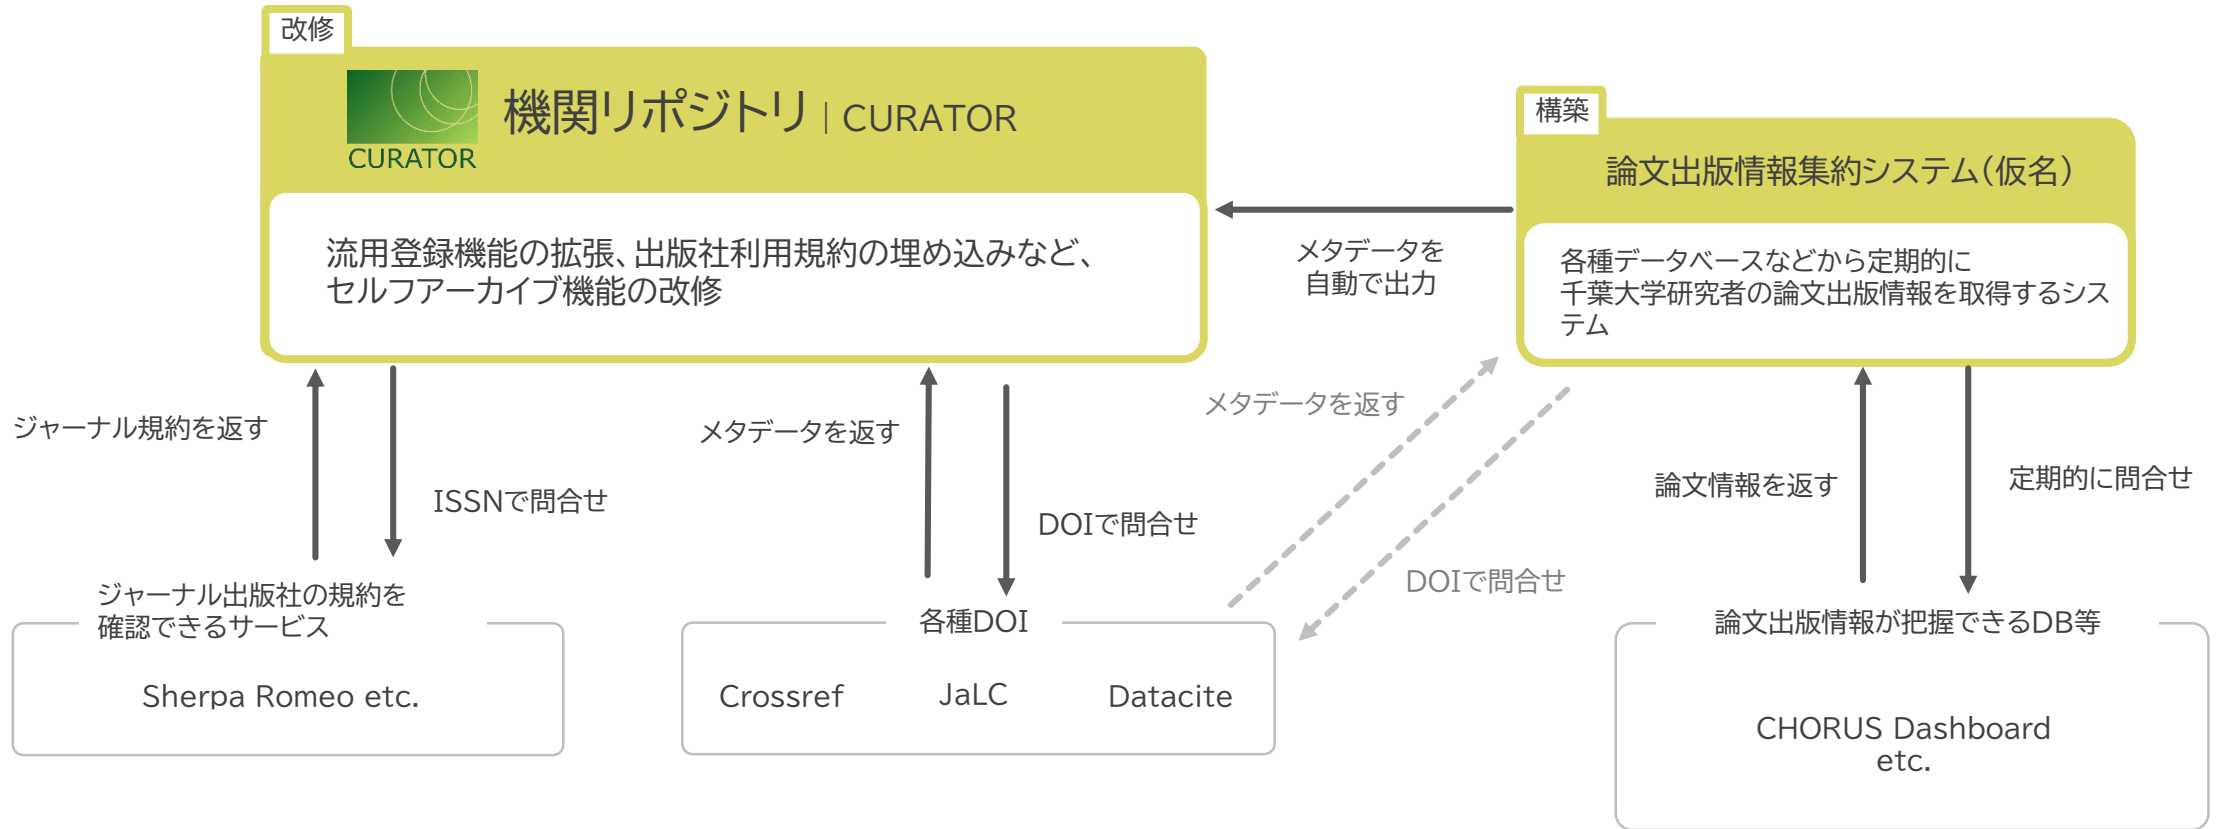 改修
CURATOR
機関リポジトリ | CURATOR
流用登録機能の拡張、出版社利用規約の埋め込みなど、
セルフアーカイブ機能の改修
構築
論文出版情報集約システム(仮名)
各種データベースなどから定期的に
千葉大学研究者の論文出版情報を取得するシス
テム
メタデータを
自動で出力
ジャーナル規約を返す
ISSNで問合せ
メタデータを返す
DOIで問合せ
メタデータを返す
DOIで問合せ
論文情報を返す
定期的に問合せ
ジャーナル出版社の規約を
確認できるサービス
Sherpa Romeo etc.
各種DOI
Crossref
JaLC
Datacite
論文出版情報が把握できるDB等
CHORUS Dashboard
etc.